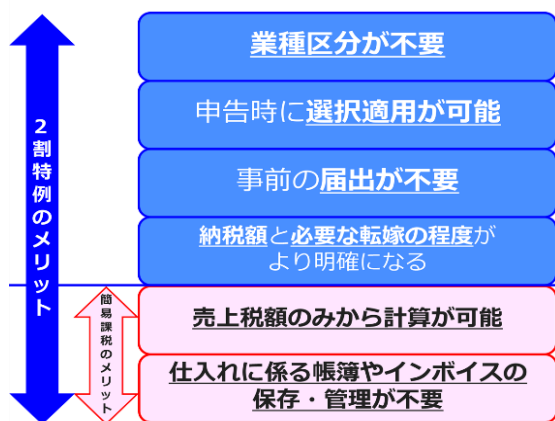 ２割特例のメリット
業種区分が不要
申告時に選択適用が可能
事前の届出が不要
納税額と必要な転嫁の程度が
より明確になる
簡易課税のメリット
売上税額のみから計算が可能
仕入れに係る帳簿やインボイスの
保存・管理が不要